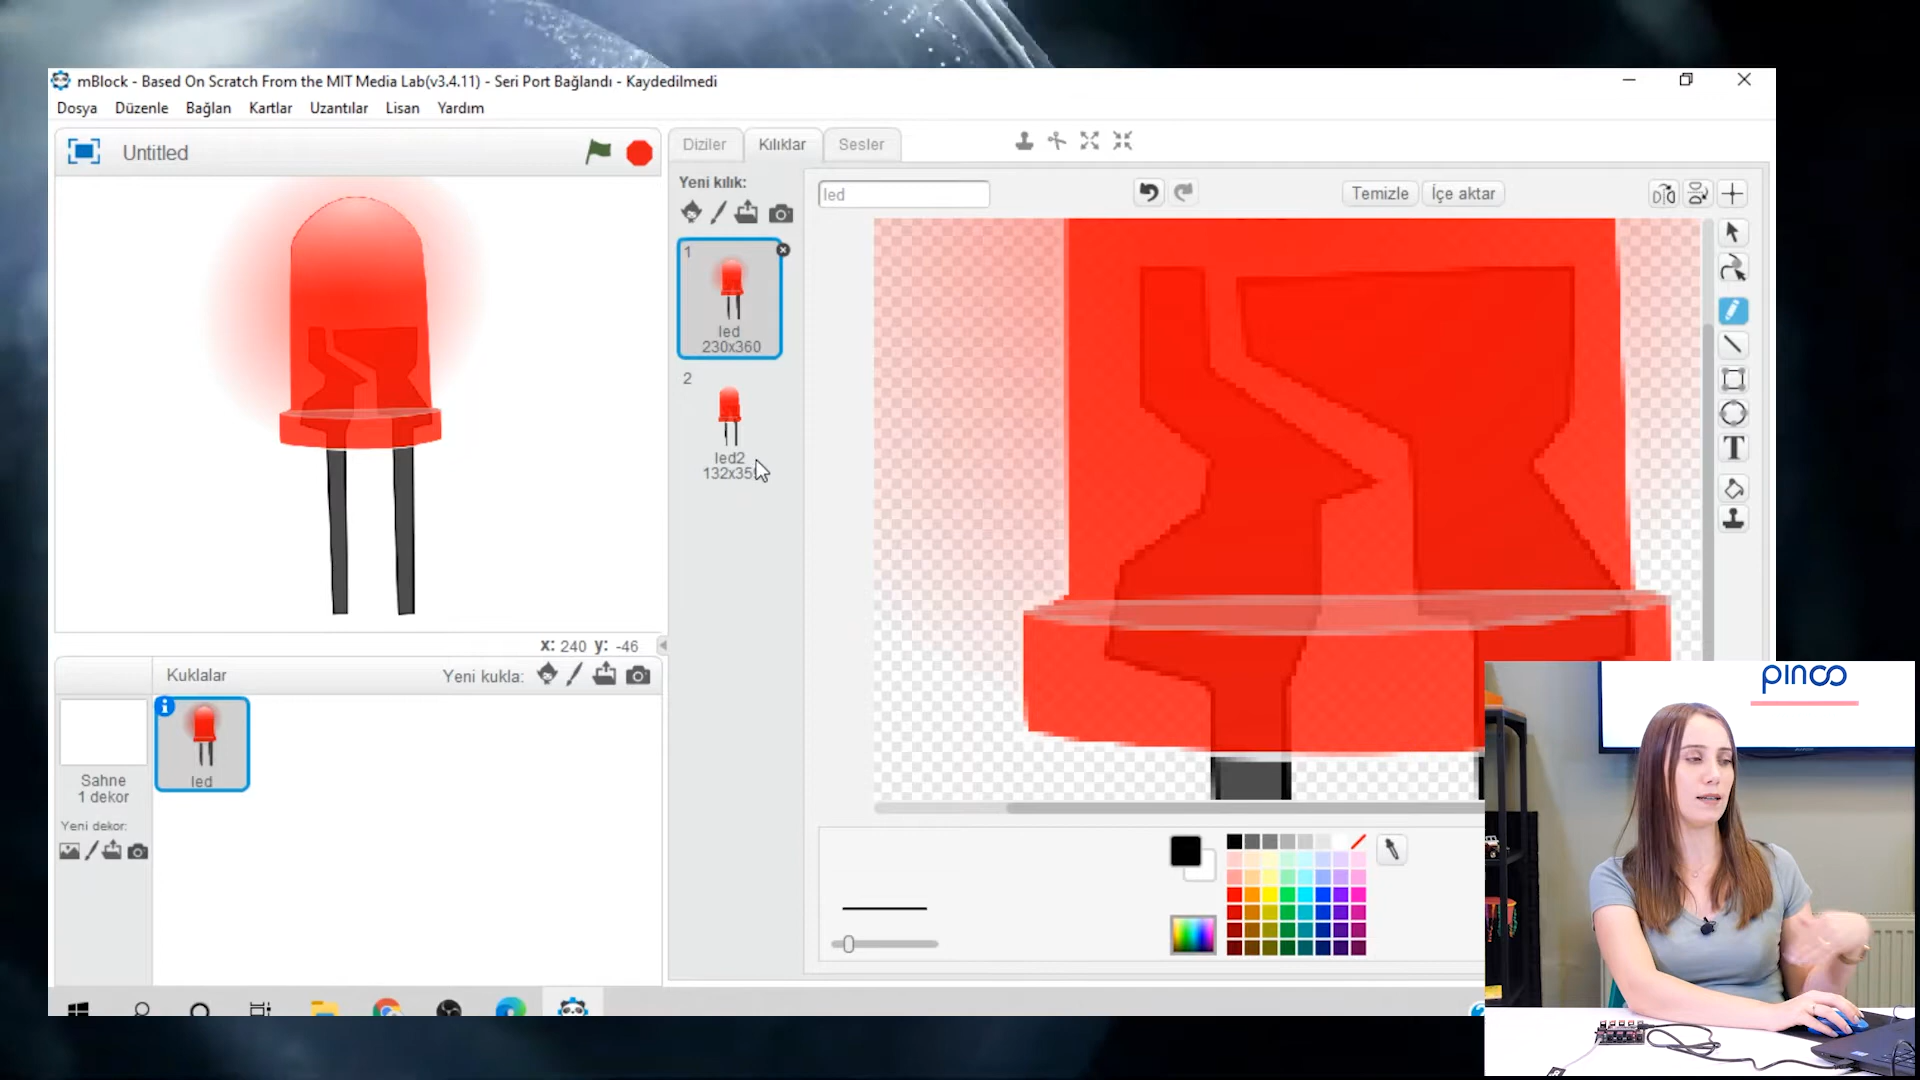 mBlock - Based On Scratch From the MIT Media Lab(v3.4.11) - Seri Port Bağlandı - Kaydedilmedi
Dosya Düzenle Bağlan Kartlar Uzantılar Lisan Yardım
Untitled
Diziler Kılıklar Sesler
Yeni kılık:
led
Temizle İçe aktar
1
led
230x360
2
led2
132x35
T
x: 240 y: -46
Kuklalar
Yeni kukla:
led
Sahne
1 dekor
Yeni dekor:
pinoo